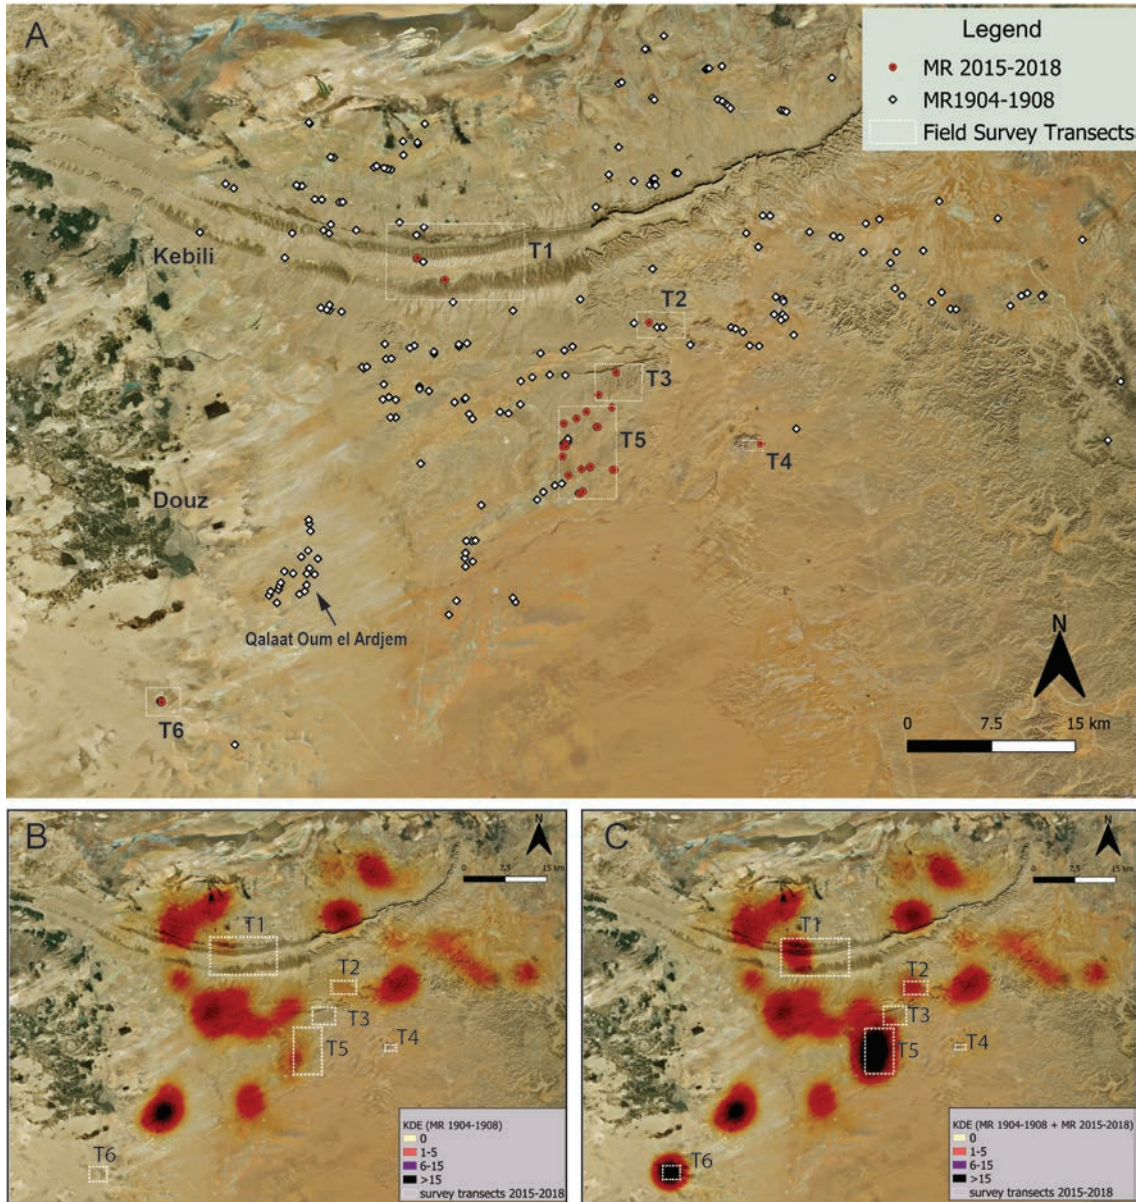 A
Legend
MR 2015-2018
MR1904-1908
Field Survey Transects
Kebili
T1
T2
T3
T5
T4
Douz
Qalaat Oum el Ardjem
T6
N
0 7.5 15 km
B
N
0 7.5 15 km
T1
T2
T3
T5
T4
T6
KDE (MR 1904-1908)
0
1-5
6-15
>15
survey transects 2015-2018
C
N
0 7.5 15 km
T1
T2
T3
T5
T4
T6
KDE (MR 1904-1908 + MR 2015-2018)
0
1-5
6-15
>15
survey transects 2015-2018